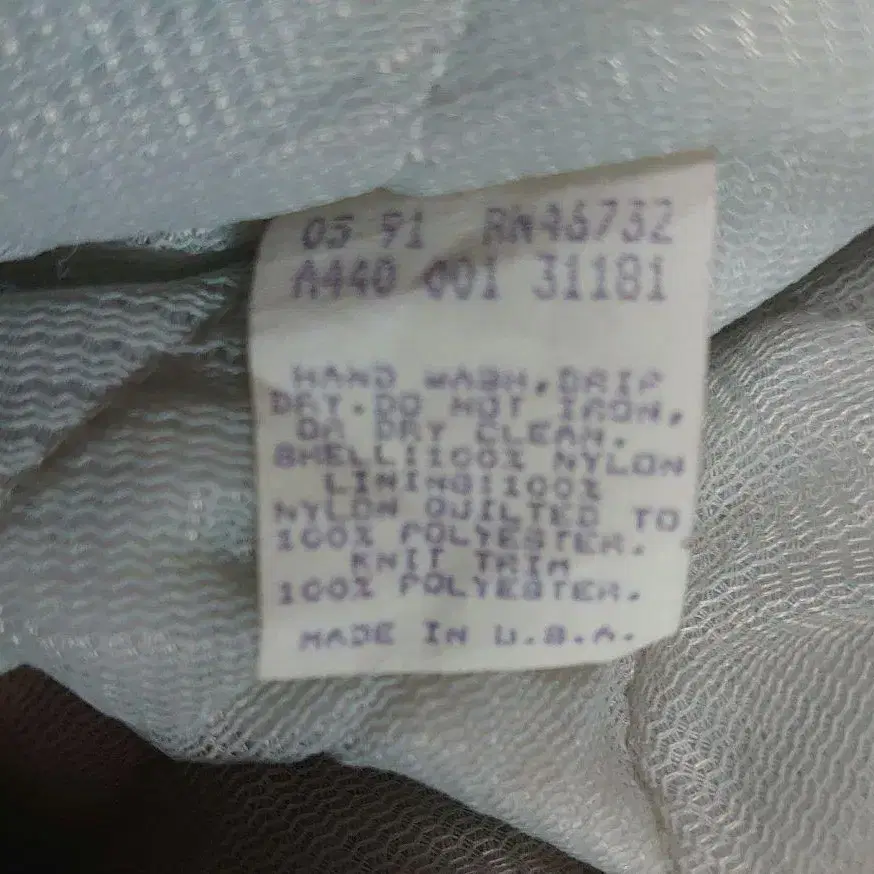 05 91 RN46732
A440 001 31181
HAND WASH, DRIP
DRY. DO NOT IRON,
OR DRY CLEAN.
SHELL:100% NYLON
LINING:100%
NYLON QUILTED TO
100% POLYESTER.
KNIT TRIM
100% POLYESTER.
MADE IN U.S.A.